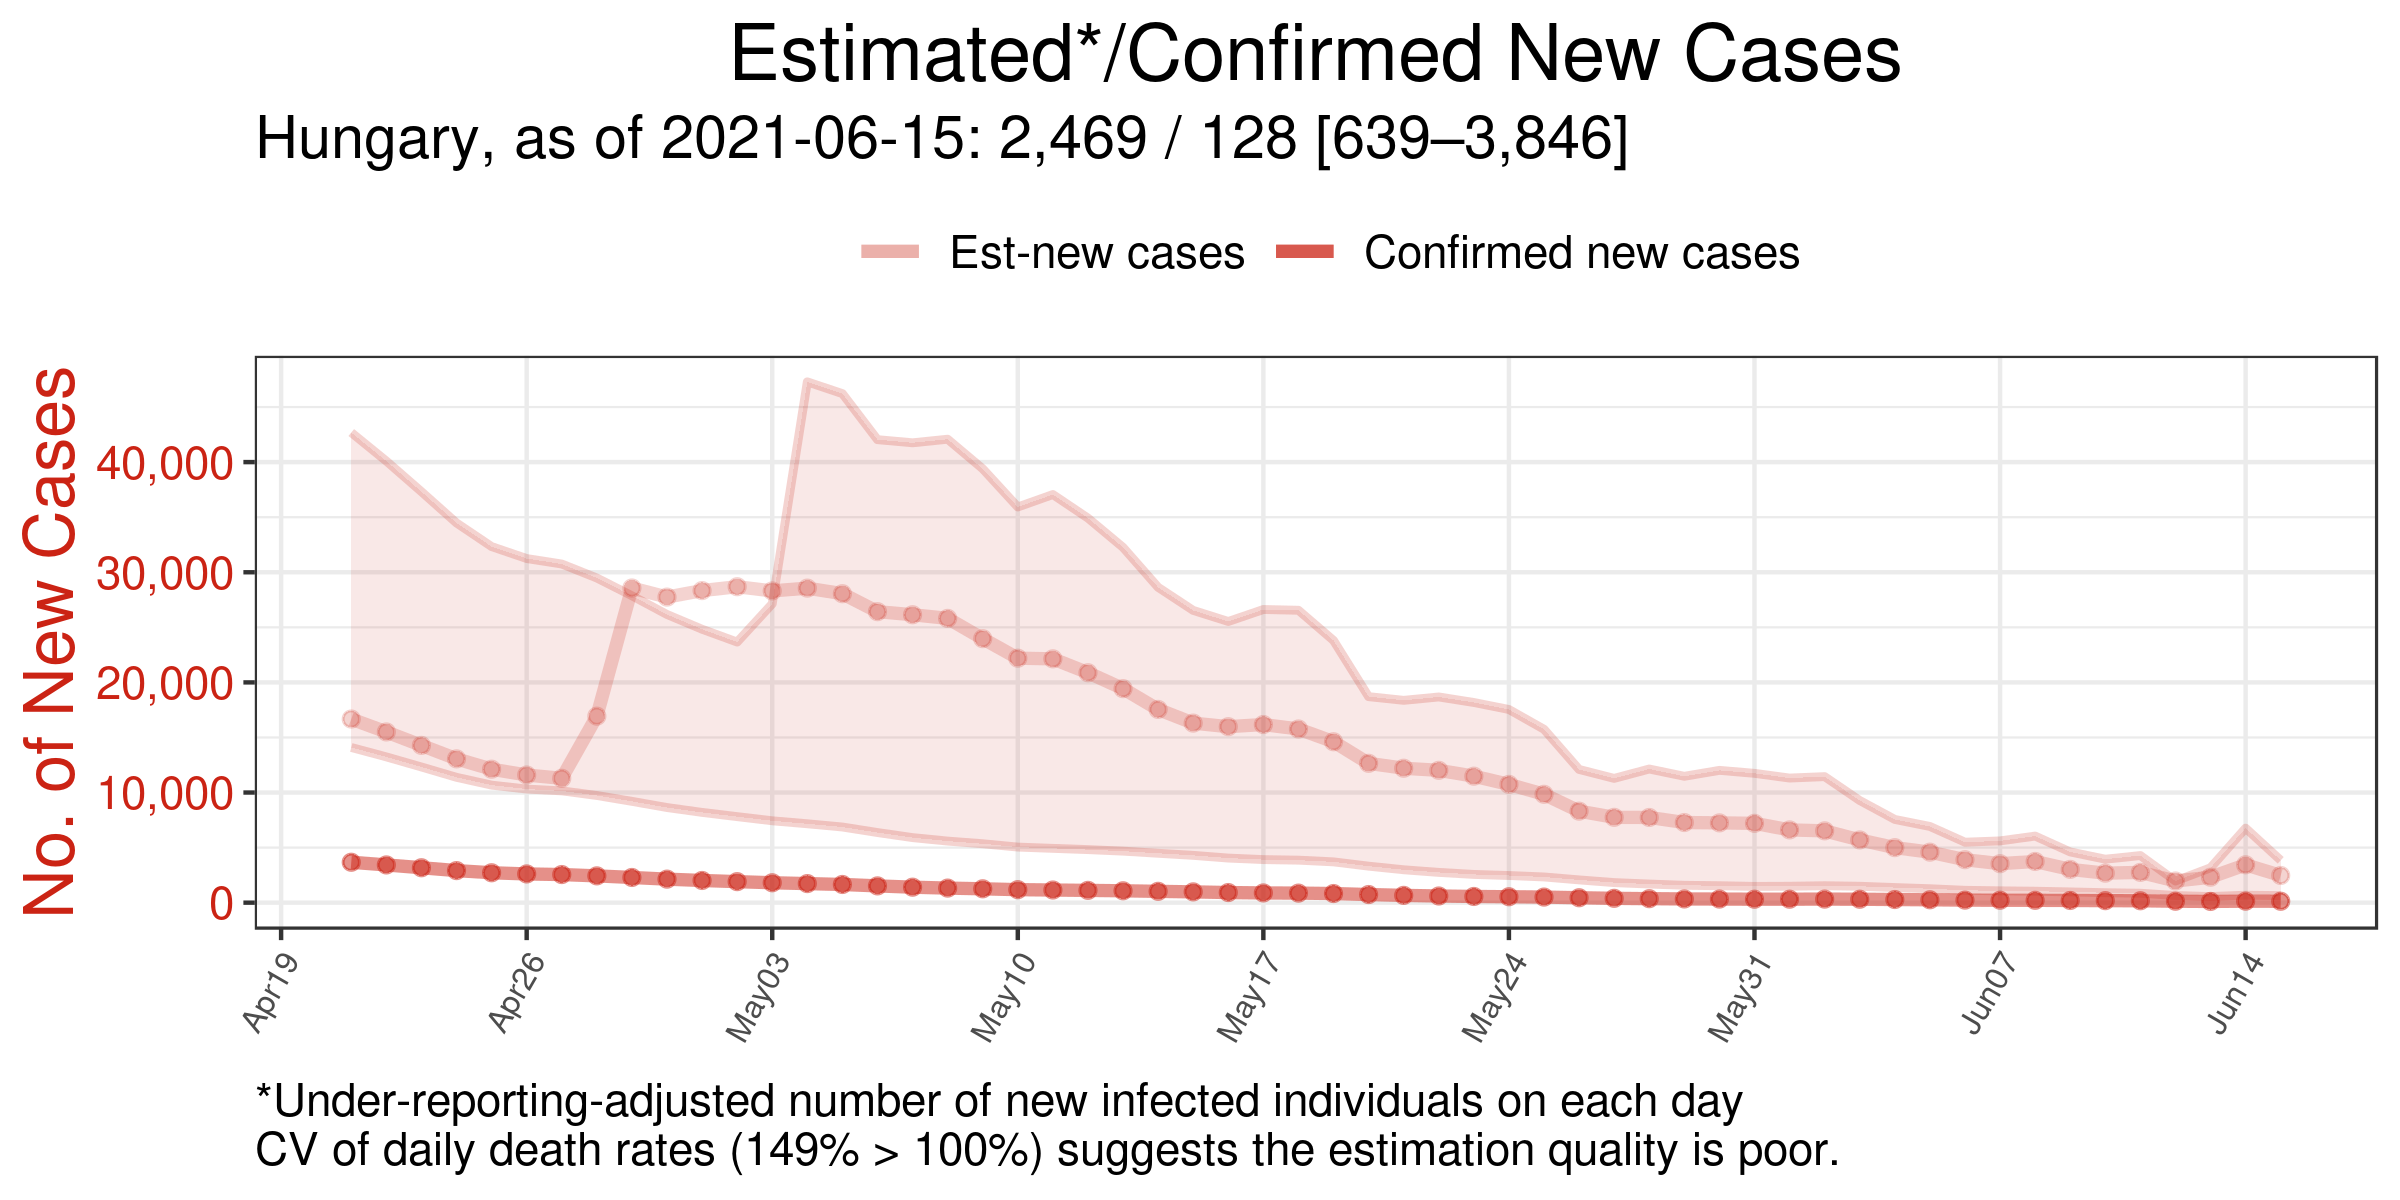 Estimated*/Confirmed New Cases
Hungary, as of 2021-06-15: 2,469 / 128 [639–3,846]
Est-new cases Confirmed new cases
No. of New Cases
40,000
30,000
20,000
10,000
0
Apr19 Apr26 May03 May10 May17 May24 May31 Jun07 Jun14
*Under-reporting-adjusted number of new infected individuals on each day
CV of daily death rates (149% > 100%) suggests the estimation quality is poor.